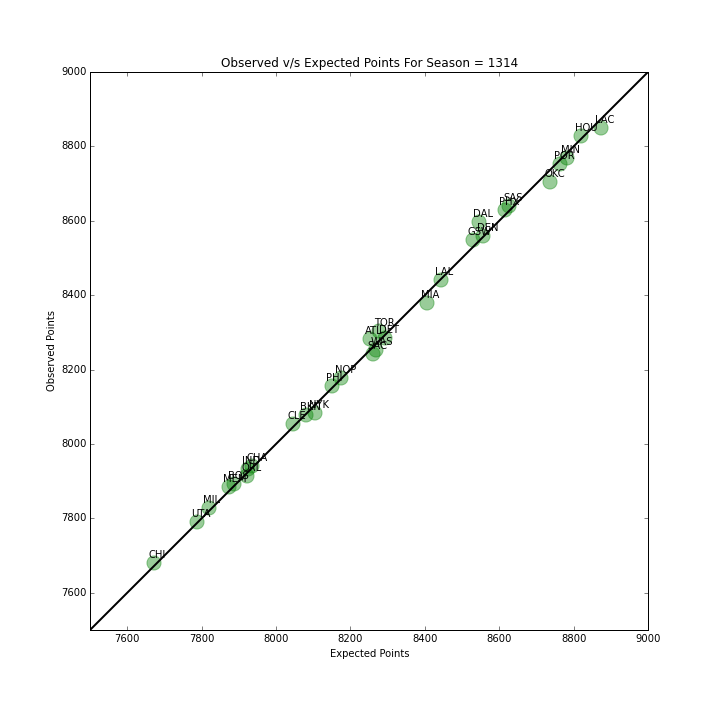 Observed v/s Expected Points For Season = 1314
9000
8800
8600
8400
8200
8000
7800
7600
Observed Points
LAC
HOU
MIN
POR
OKC
SAS
PHX
DAL
DEN
GSW
LAL
MIA
TOR
ATL
DET
WAS
SAC
NOP
PHI
NYK
BKN
CLE
CHA
IND
ORL
BOS
MEM
MIL
UTA
CHI
7600 7800 8000 8200 8400 8600 8800 9000
Expected Points